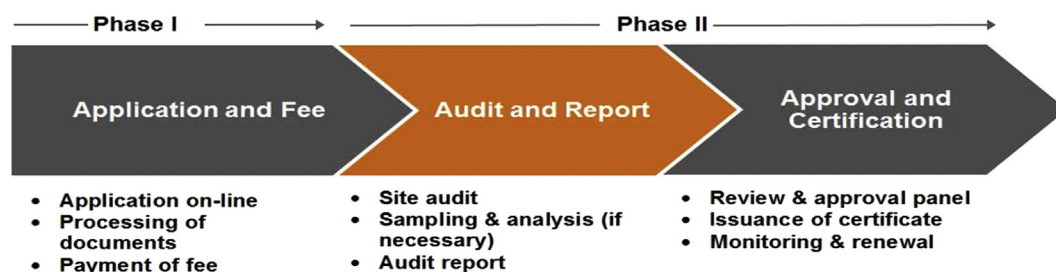 Phase I
Phase II
Application and Fee
Audit and Report
Approval and
Certification
• Application on-line
• Processing of
documents
• Payment of fee
• Site audit
• Sampling & analysis (if
necessary)
• Audit report
• Review & approval panel
• Issuance of certificate
• Monitoring & renewal